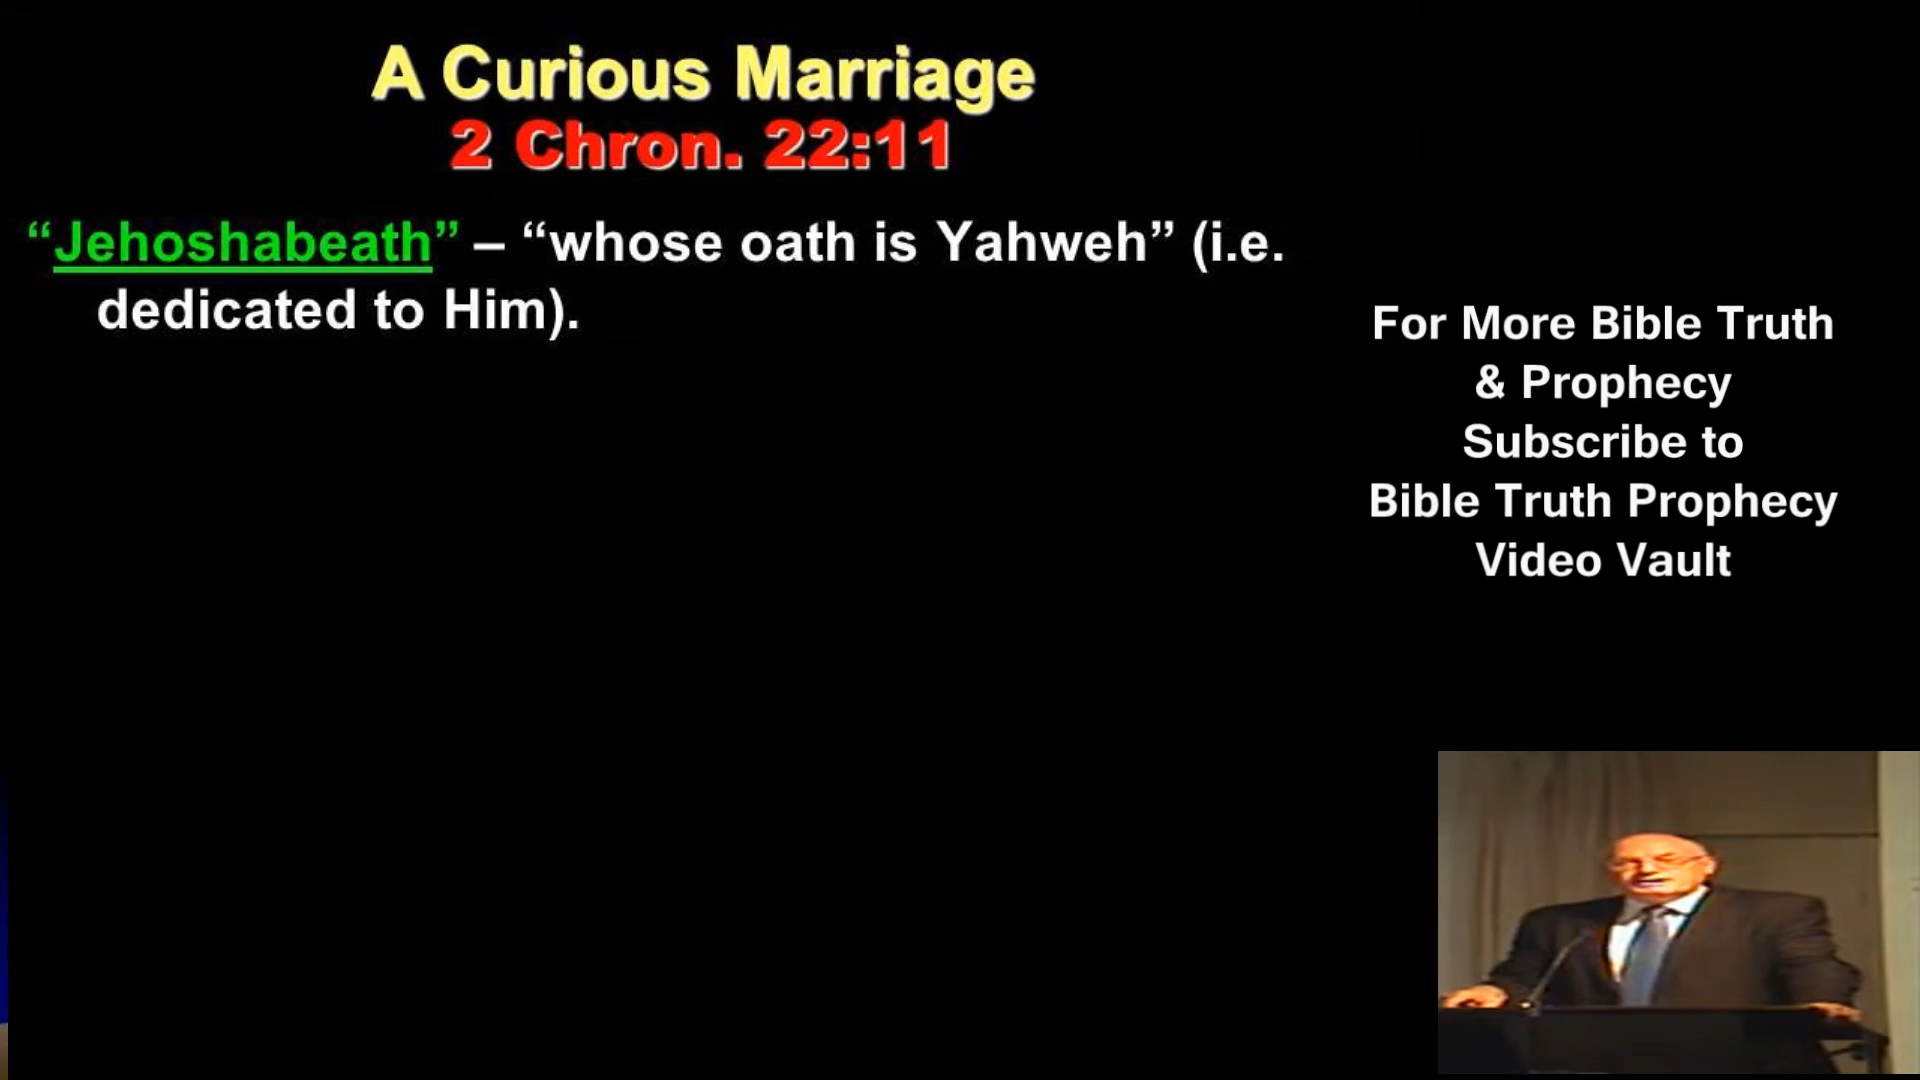 A Curious Marriage
2 Chron. 22:11
“Jehoshabeath” – “whose oath is Yahweh” (i.e.
dedicated to Him).
For More Bible Truth
& Prophecy
Subscribe to
Bible Truth Prophecy
Video Vault